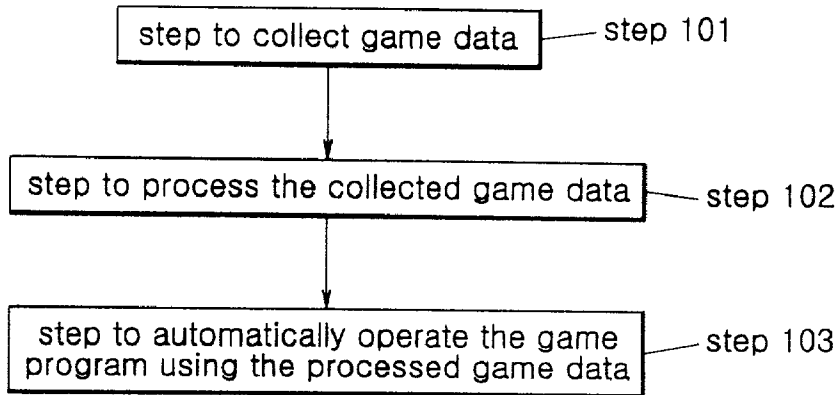 step to collect game data
step 101
step to process the collected game data
step 102
step to automatically operate the game
program using the processed game data
step 103